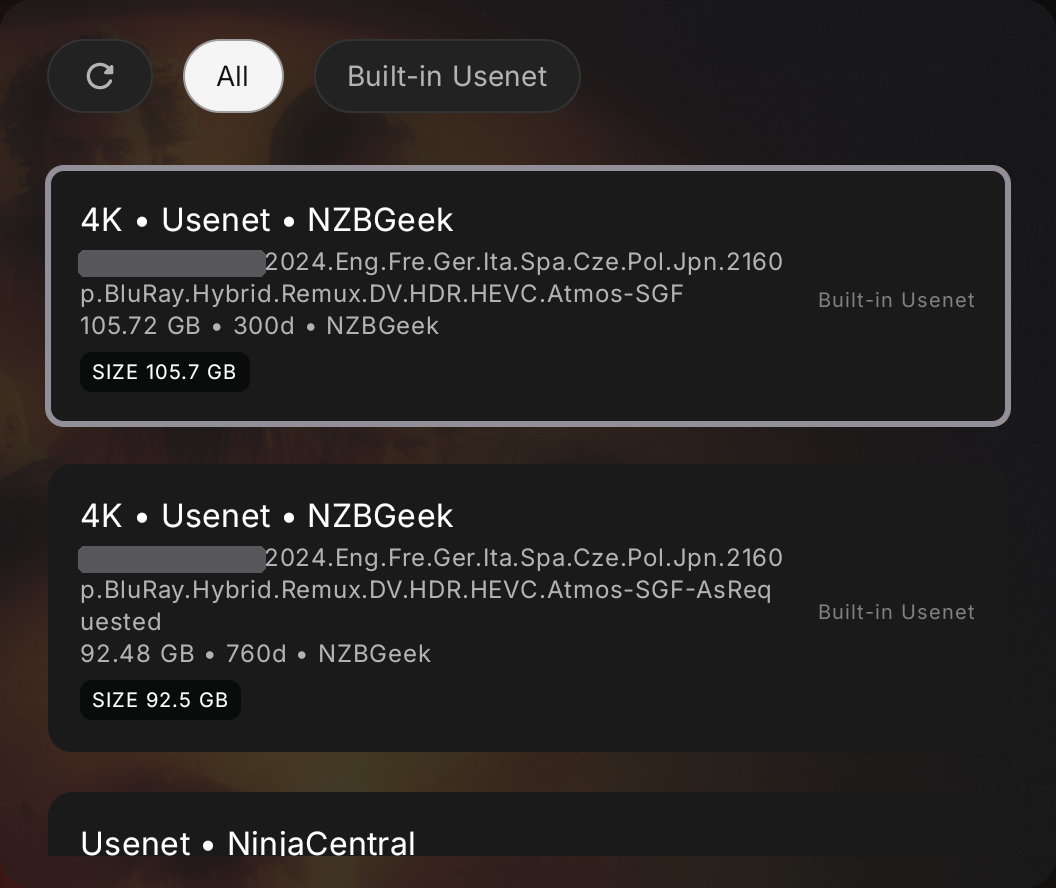 All
Built-in Usenet
4K • Usenet • NZBGeek
2024.Eng.Fre.Ger.Ita.Spa.Cze.Pol.Jpn.2160
p.BluRay.Hybrid.Remux.DV.HDR.HEVC.Atmos-SGF
105.72 GB • 300d • NZBGeek
SIZE 105.7 GB
Built-in Usenet
4K • Usenet • NZBGeek
2024.Eng.Fre.Ger.Ita.Spa.Cze.Pol.Jpn.2160
p.BluRay.Hybrid.Remux.DV.HDR.HEVC.Atmos-SGF-AsReq
uested
92.48 GB • 760d • NZBGeek
SIZE 92.5 GB
Built-in Usenet
Usenet • NinjaCentral